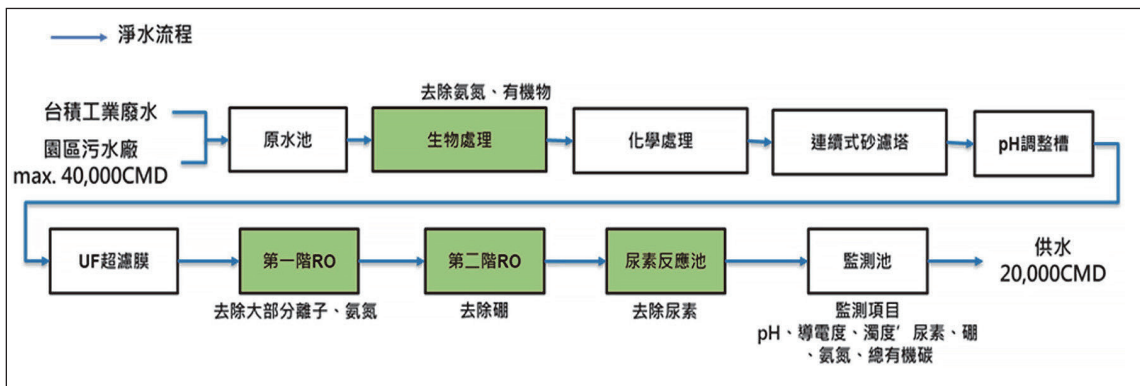 淨水流程
台積工業廢水
園區污水廠
max. 40,000CMD
原水池
去除氨氮、有機物
生物處理
化學處理
連續式砂濾塔
pH調整槽
UF超濾膜
第一階RO
去除大部分離子、氨氮
第二階RO
去除硼
尿素反應池
去除尿素
監測池
監測項目
pH、導電度、濁度’尿素、硼
、氨氮、總有機碳
供水
20,000CMD